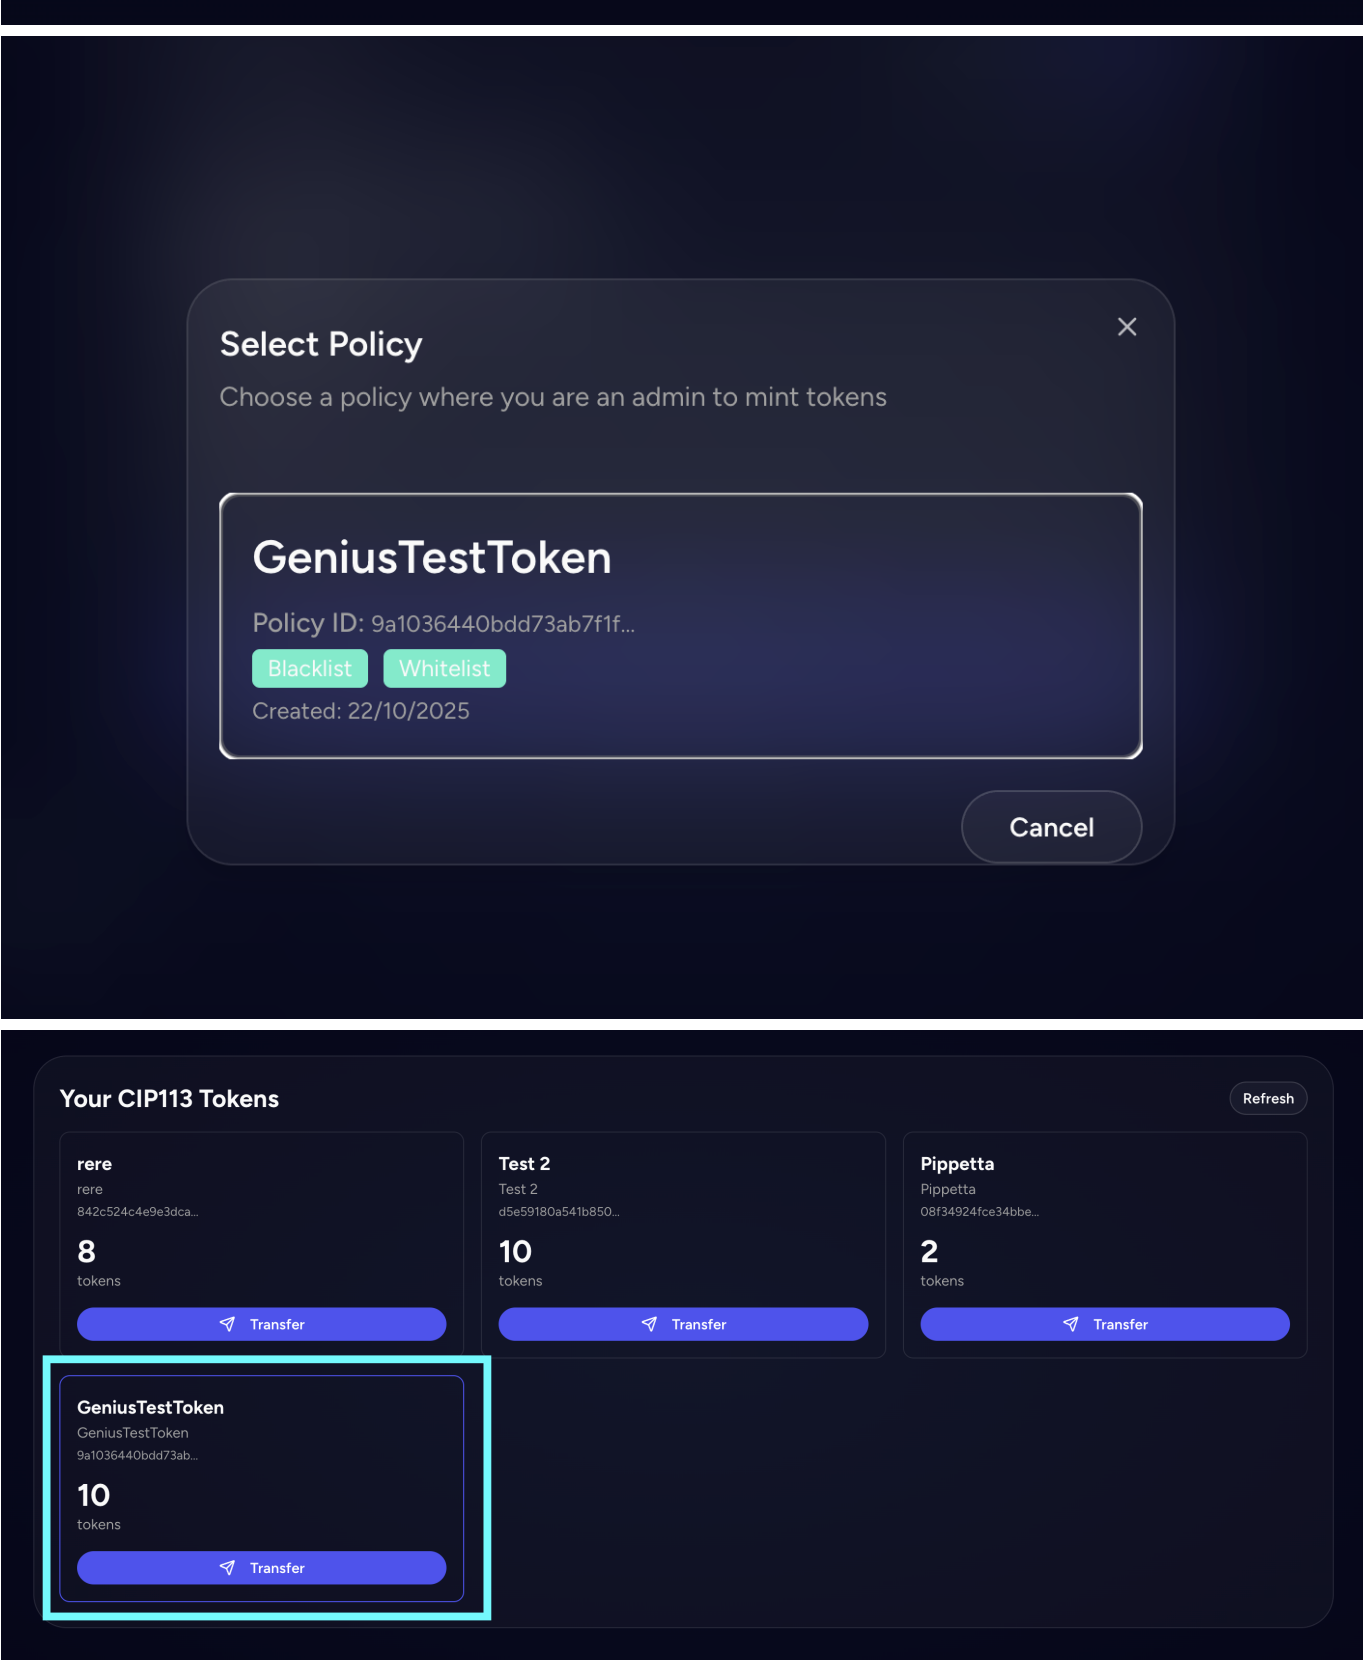 Select Policy
Choose a policy where you are an admin to mint tokens
GeniusTestToken
Policy ID: 9a1036440bdd73ab7f1f...
Blacklist Whitelist
Created: 22/10/2025
Cancel
Your CIP113 Tokens
Refresh
rere
rere
842c524c4e9e3dca...
8
tokens
Transfer
Test 2
Test 2
d5e59180a541b850...
10
tokens
Transfer
Pippetta
Pippetta
08f34924fce34bbe...
2
tokens
Transfer
GeniusTestToken
GeniusTestToken
9a1036440bdd73ab...
10
tokens
Transfer